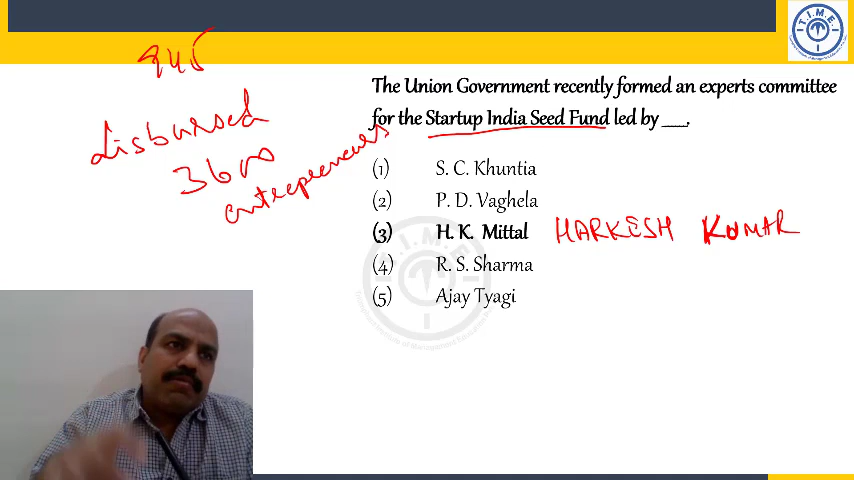 T.I.M.E.
945
The Union Government recently formed an experts committee
for the Startup India Seed Fund led by ___.
disbursed
3600
entrepreneurs
(1) S. C. Khuntia
(2) P. D. Vaghela
(3) H. K. Mittal HARKESH KUMAR
(4) R. S. Sharma
(5) Ajay Tyagi
T.I.M.E.